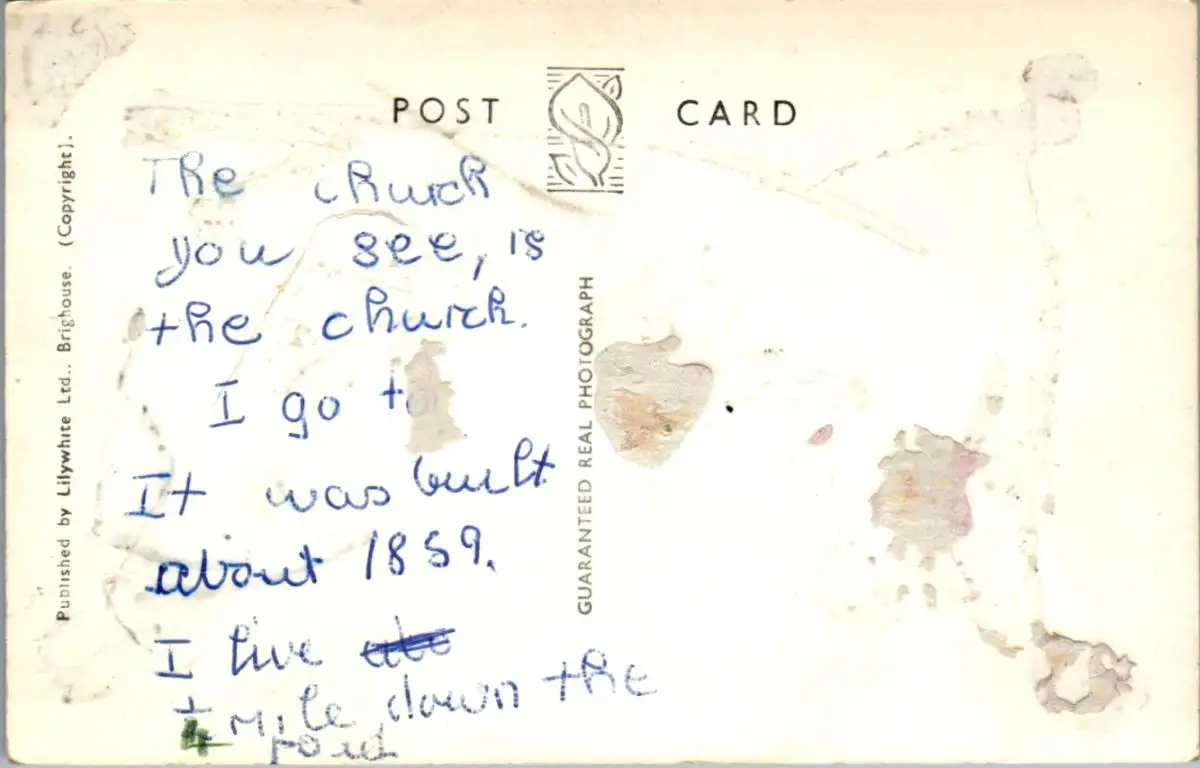 POST CARD
Published by Lilywhite Ltd., Brighouse. (Copyright).
The church
you see, is
the church.
I go to
It was built
about 1859.
I live
1/4 mile down the
road
GUARANTEED REAL PHOTOGRAPH